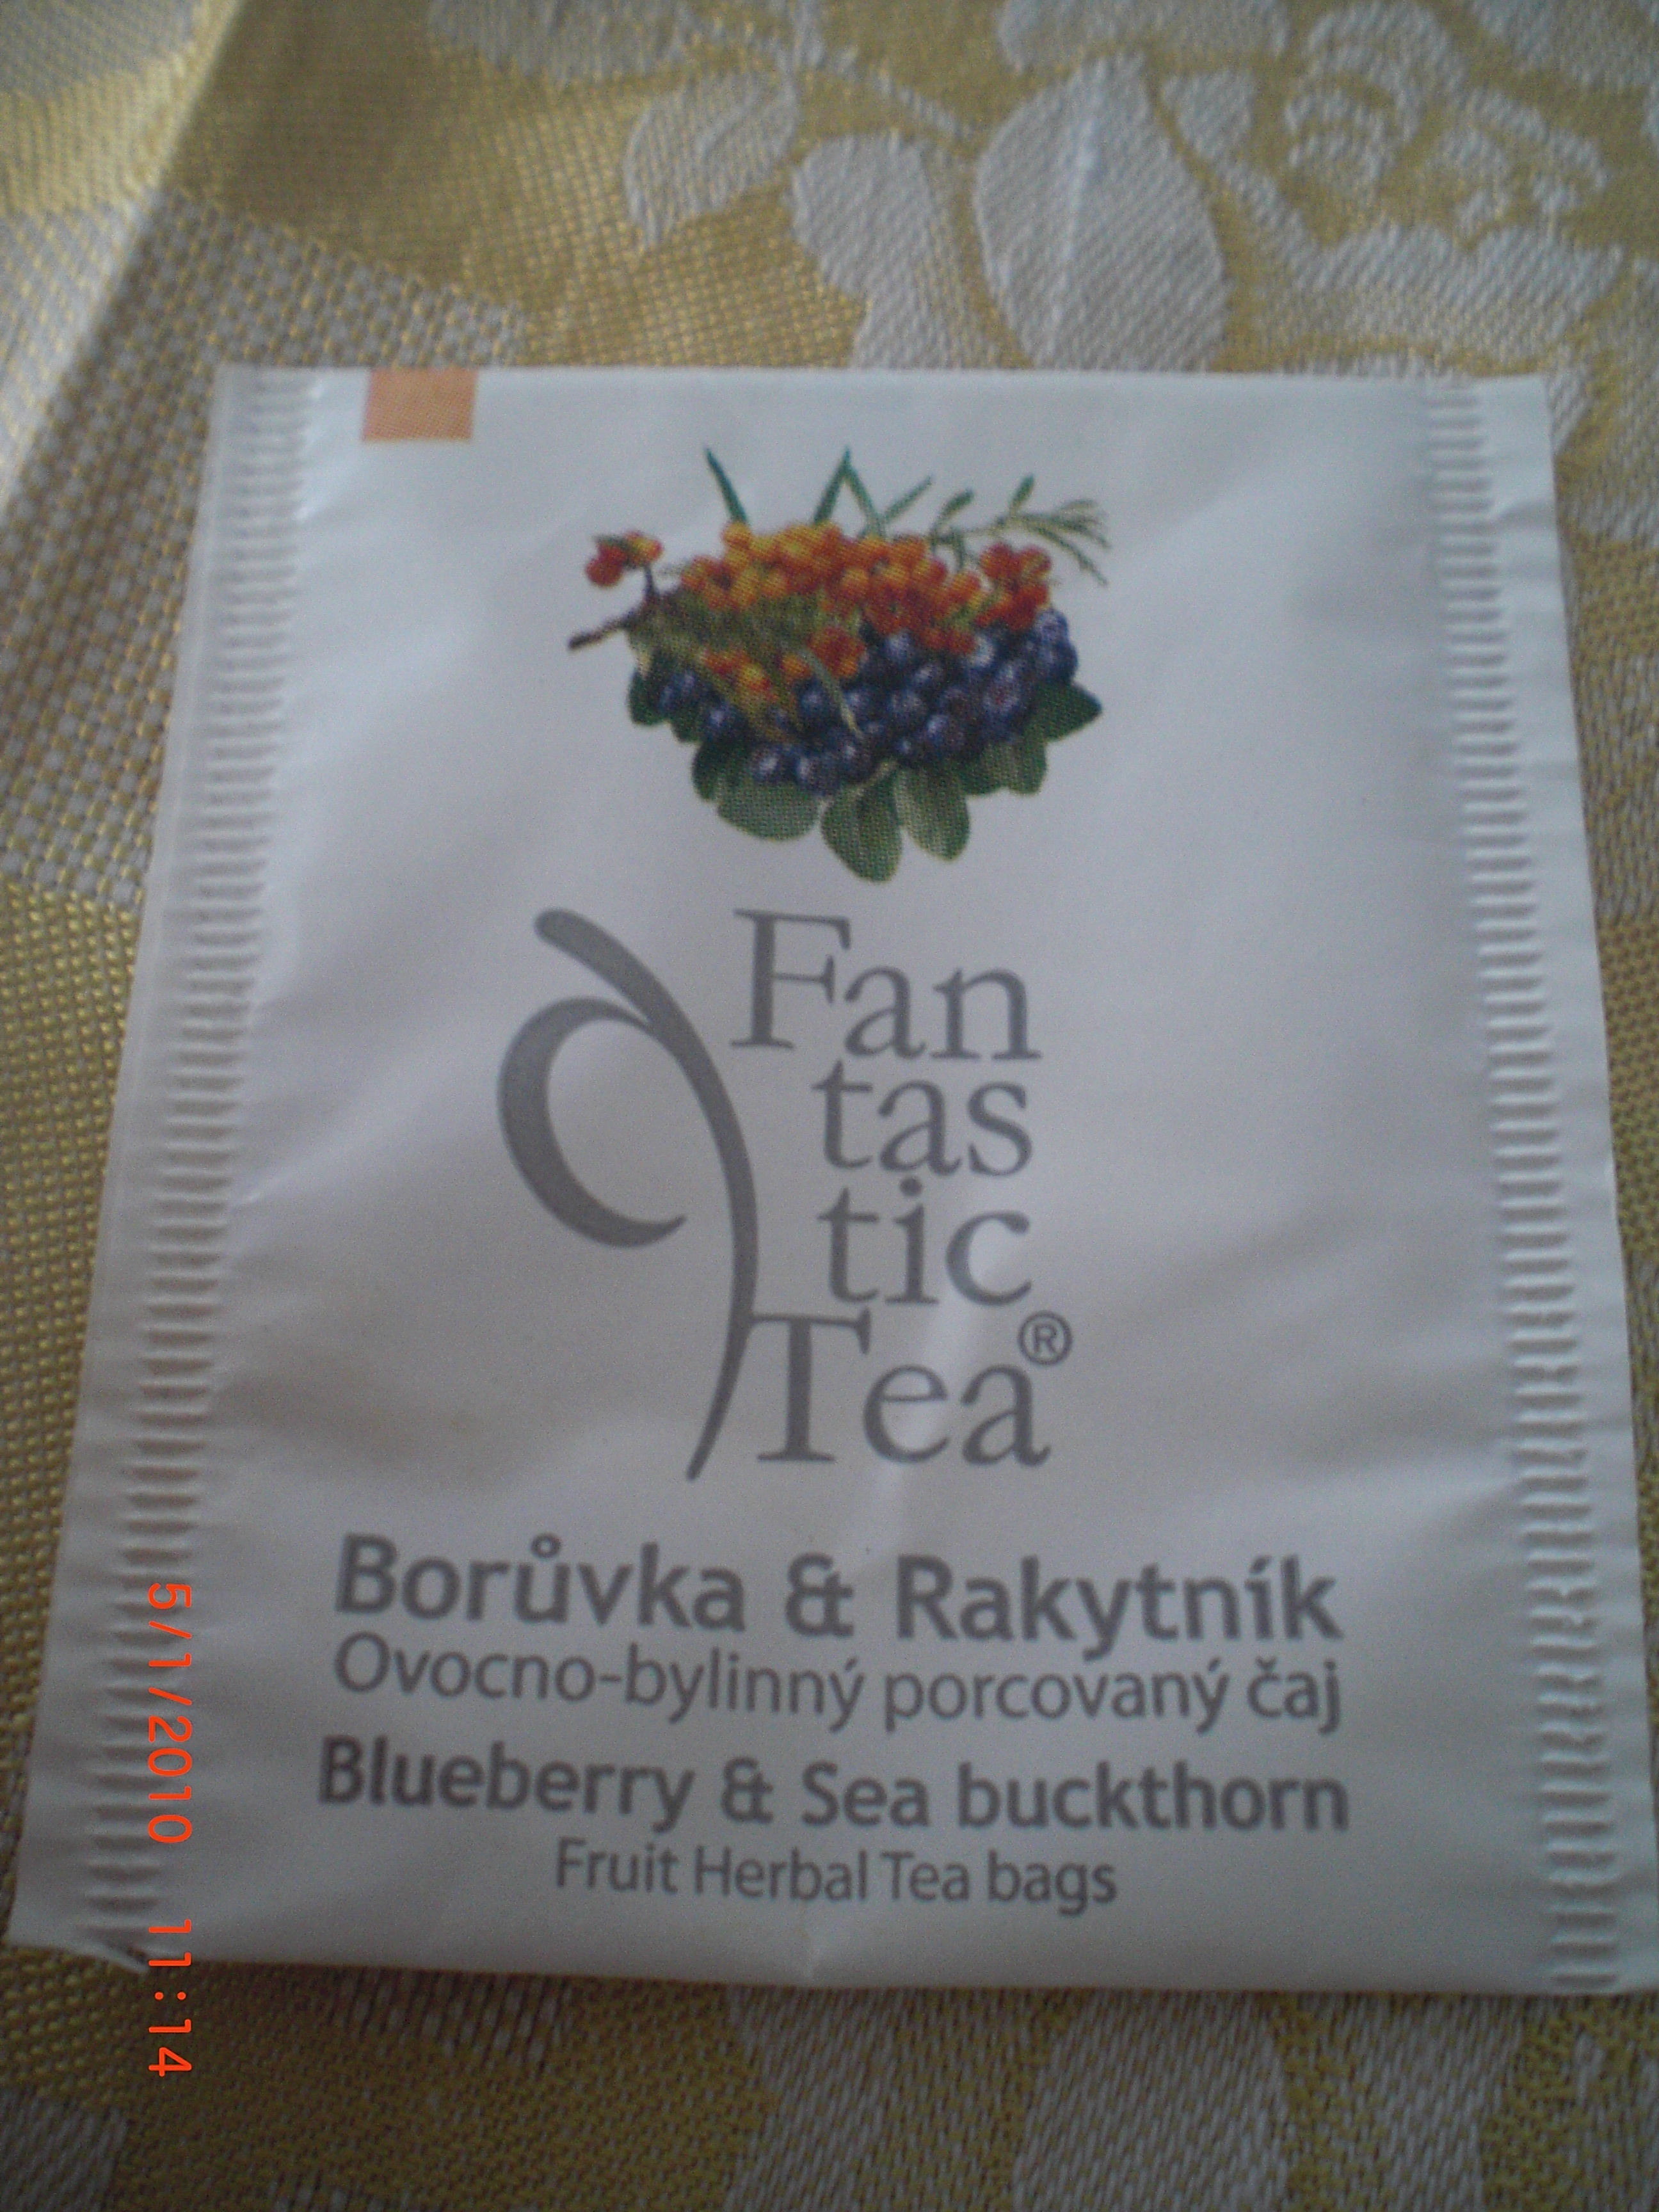 Fan
tas
tic
Tea®
Borůvka & Rakytník
Ovocno-bylinný porcovaný čaj
Blueberry & Sea buckthorn
Fruit Herbal Tea bags
5/1/2010 11:14